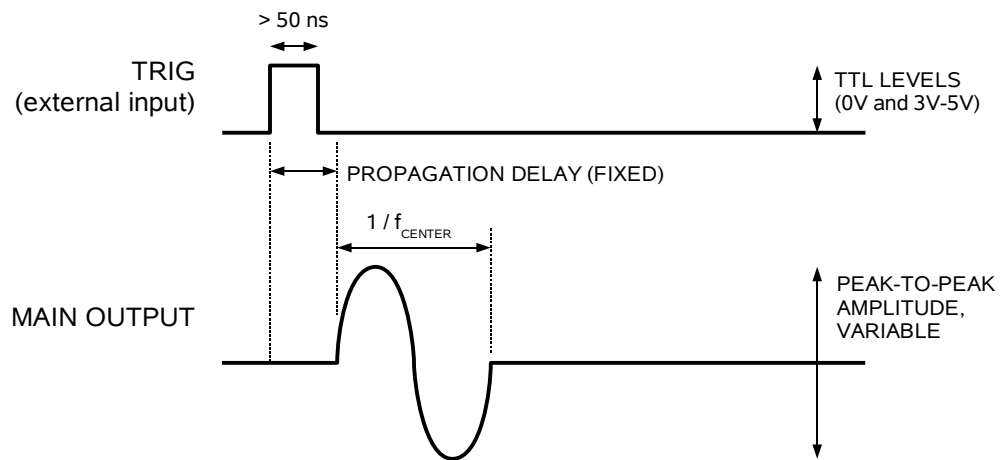 > 50 ns
TRIG
(external input)
TTL LEVELS
(0V and 3V-5V)
PROPAGATION DELAY (FIXED)
1 / fCENTER
MAIN OUTPUT
PEAK-TO-PEAK
AMPLITUDE,
VARIABLE